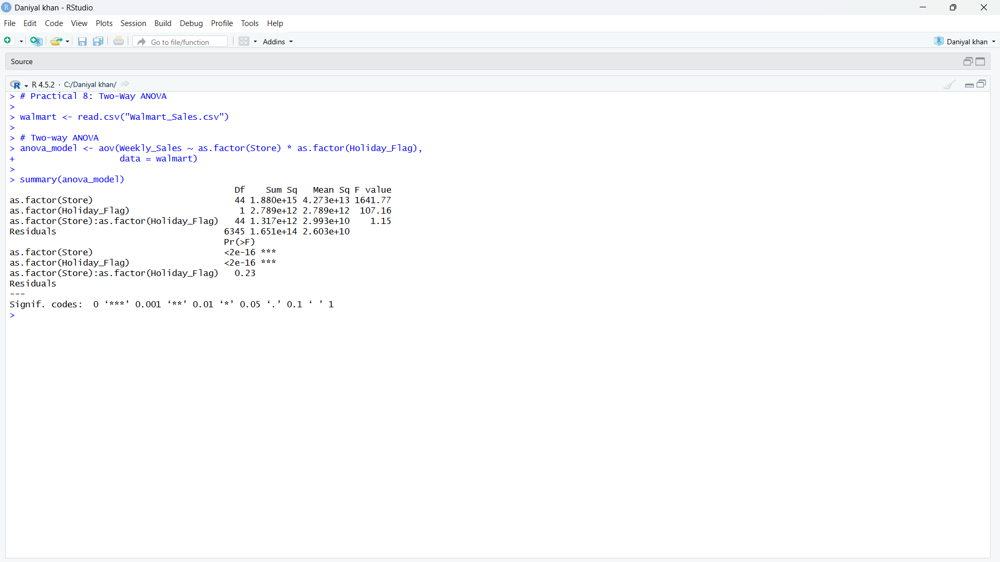 Daniyal khan - RStudio
File Edit Code View Plots Session Build Debug Profile Tools Help
Go to file/function Addins Daniyal khan
Source
R 4.5.2 · C:/Daniyal khan/
> # Practical 8: Two-Way ANOVA
>
> walmart <- read.csv("Walmart_Sales.csv")
>
> # Two-way ANOVA
> anova_model <- aov(Weekly_Sales ~ as.factor(Store) * as.factor(Holiday_Flag),
+                    data = walmart)
>
> summary(anova_model)
                                           Df    Sum Sq   Mean Sq F value
as.factor(Store)                           44 1.880e+15 4.273e+13 1641.77
as.factor(Holiday_Flag)                     1 2.789e+12 2.789e+12  107.16
as.factor(Store):as.factor(Holiday_Flag)   44 1.317e+12 2.993e+10    1.15
Residuals                                6345 1.651e+14 2.603e+10
                                         Pr(>F)
as.factor(Store)                         <2e-16 ***
as.factor(Holiday_Flag)                  <2e-16 ***
as.factor(Store):as.factor(Holiday_Flag)   0.23
Residuals
---
Signif. codes:  0 ‘***’ 0.001 ‘**’ 0.01 ‘*’ 0.05 ‘.’ 0.1 ‘ ’ 1
>